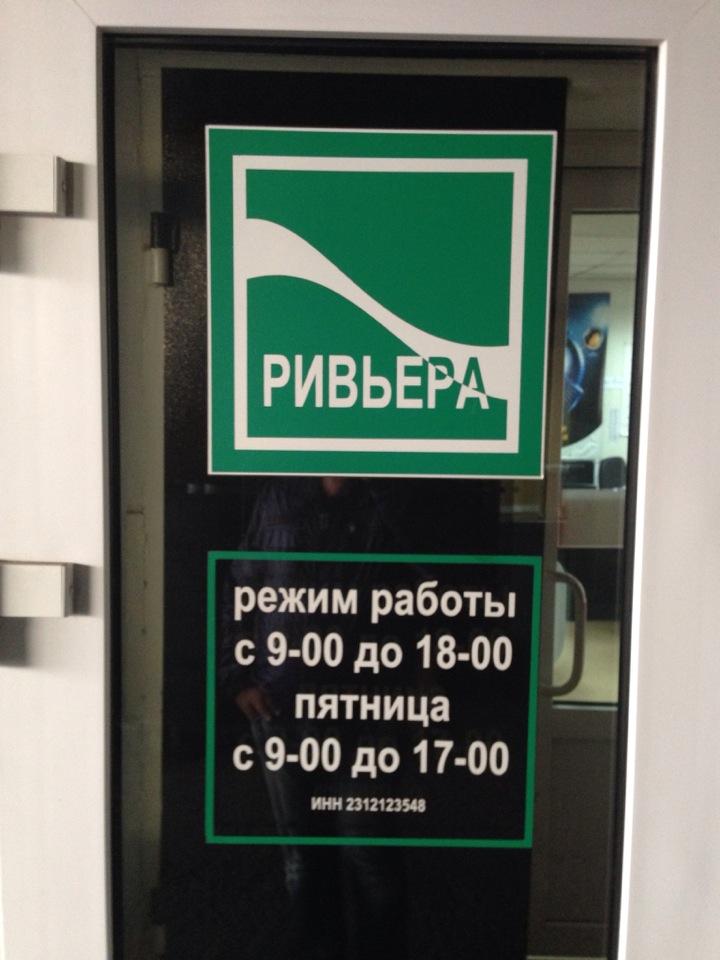 РИВЬЕРА
режим работы
с 9-00 до 18-00
пятница
с 9-00 до 17-00
ИНН 2312123548